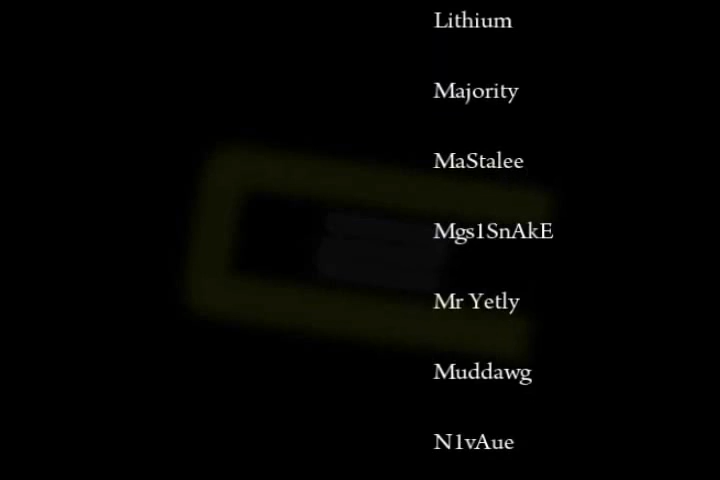 Lithium
Majority
MaStalee
Mgs1SnAkE
Mr Yetly
Muddawg
N1vAue